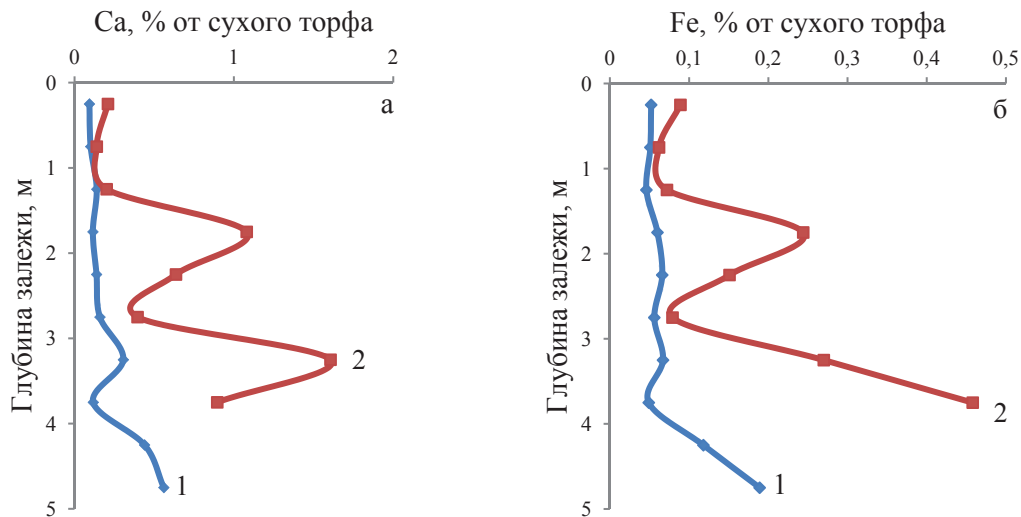 Ca, % от сухого торфа
0 1 2
а
Глубина залежи, м
0
1
2
3
4
5
2
1
Fe, % от сухого торфа
0 0,1 0,2 0,3 0,4 0,5
б
Глубина залежи, м
0
1
2
3
4
5
2
1